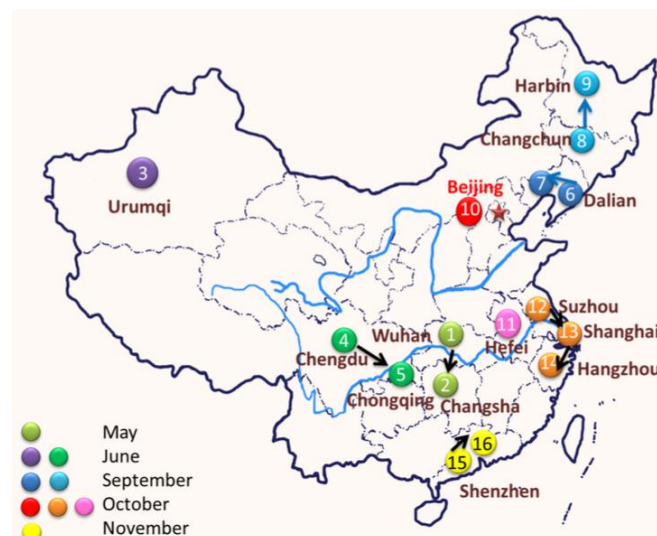 9
Harbin
Changchun
8
3
Urumqi
Beijing
10
7
6
Dalian
12
Suzhou
11
13
Shanghai
Hefei
14
Hangzhou
Wuhan
1
4
Chengdu
5
Chongqing
2
Changsha
16
15
Shenzhen
May
June
September
October
November